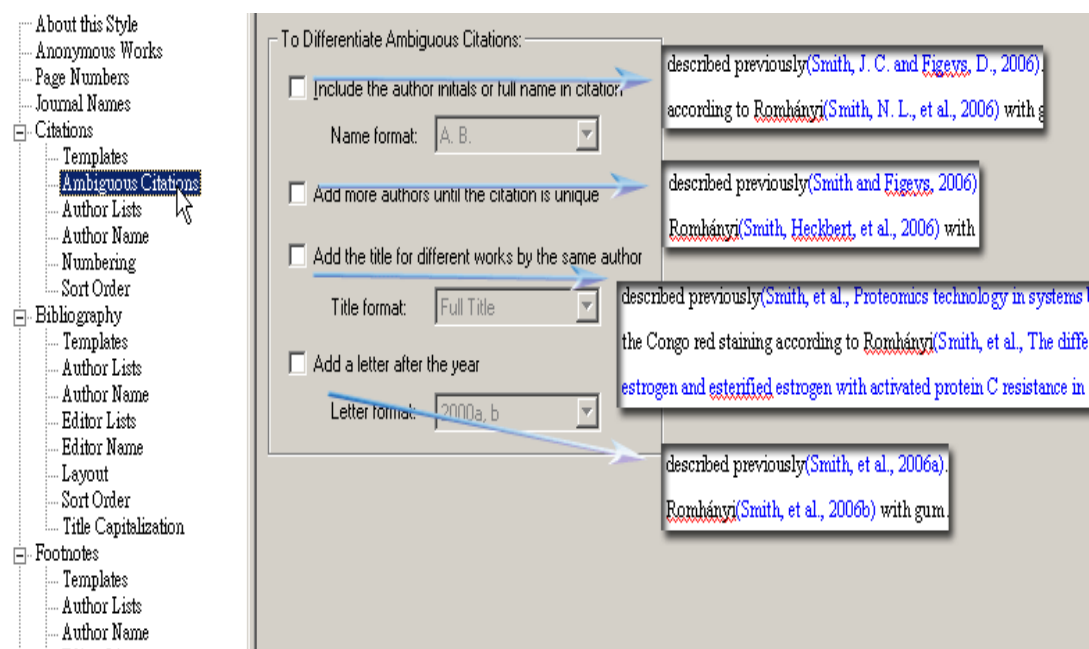 About this Style
Anonymous Works
Page Numbers
Journal Names
Citations
Templates
Ambiguous Citations
Author Lists
Author Name
Numbering
Sort Order
Bibliography
Templates
Author Lists
Author Name
Editor Lists
Editor Name
Layout
Sort Order
Title Capitalization
Footnotes
Templates
Author Lists
Author Name
To Differentiate Ambiguous Citations:
Include the author initials or full name in citation
Name format: A. B.
Add more authors until the citation is unique
Add the title for different works by the same author
Title format: Full Title
Add a letter after the year
Letter format: 2000a, b
described previously(Smith, J. C. and Figeys, D., 2006).
according to Romhányi(Smith, N. L., et al., 2006) with g
described previously(Smith and Figeys, 2006)
Romhányi(Smith, Heckbert, et al., 2006) with
described previously(Smith, et al., Proteomics technology in systems
the Congo red staining according to Romhányi(Smith, et al., The diffe
estrogen and esterified estrogen with activated protein C resistance in
described previously(Smith, et al., 2006a).
Romhányi(Smith, et al., 2006b) with gum